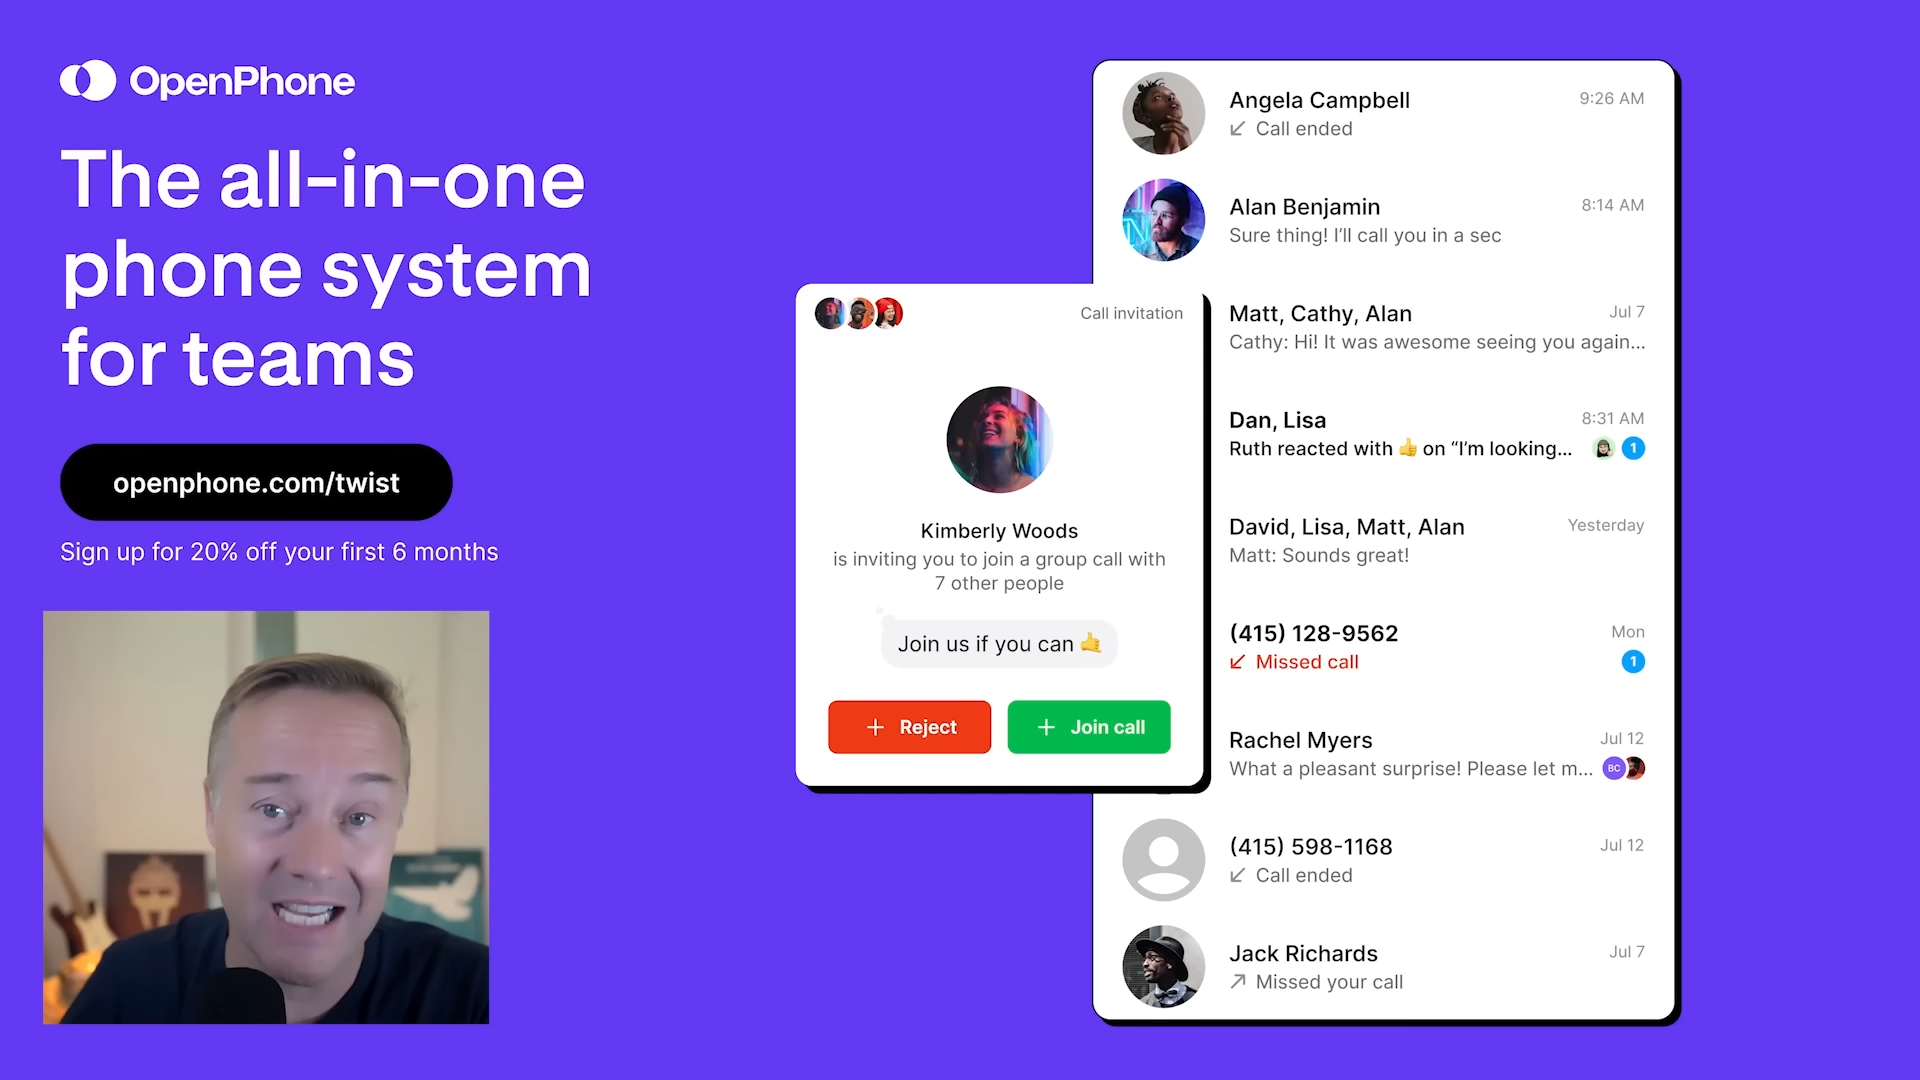 OpenPhone
The all-in-one
phone system
for teams
openphone.com/twist
Sign up for 20% off your first 6 months
Call invitation
Kimberly Woods
is inviting you to join a group call with
7 other people
Join us if you can 🤙
+ Reject
+ Join call
Angela Campbell
9:26 AM
Call ended
Alan Benjamin
8:14 AM
Sure thing! I'll call you in a sec
Matt, Cathy, Alan
Jul 7
Cathy: Hi! It was awesome seeing you again...
Dan, Lisa
8:31 AM
Ruth reacted with 👍 on “I'm looking...
1
David, Lisa, Matt, Alan
Yesterday
Matt: Sounds great!
(415) 128-9562
Mon
Missed call
1
Rachel Myers
Jul 12
What a pleasant surprise! Please let m...
BC
(415) 598-1168
Jul 12
Call ended
Jack Richards
Jul 7
Missed your call